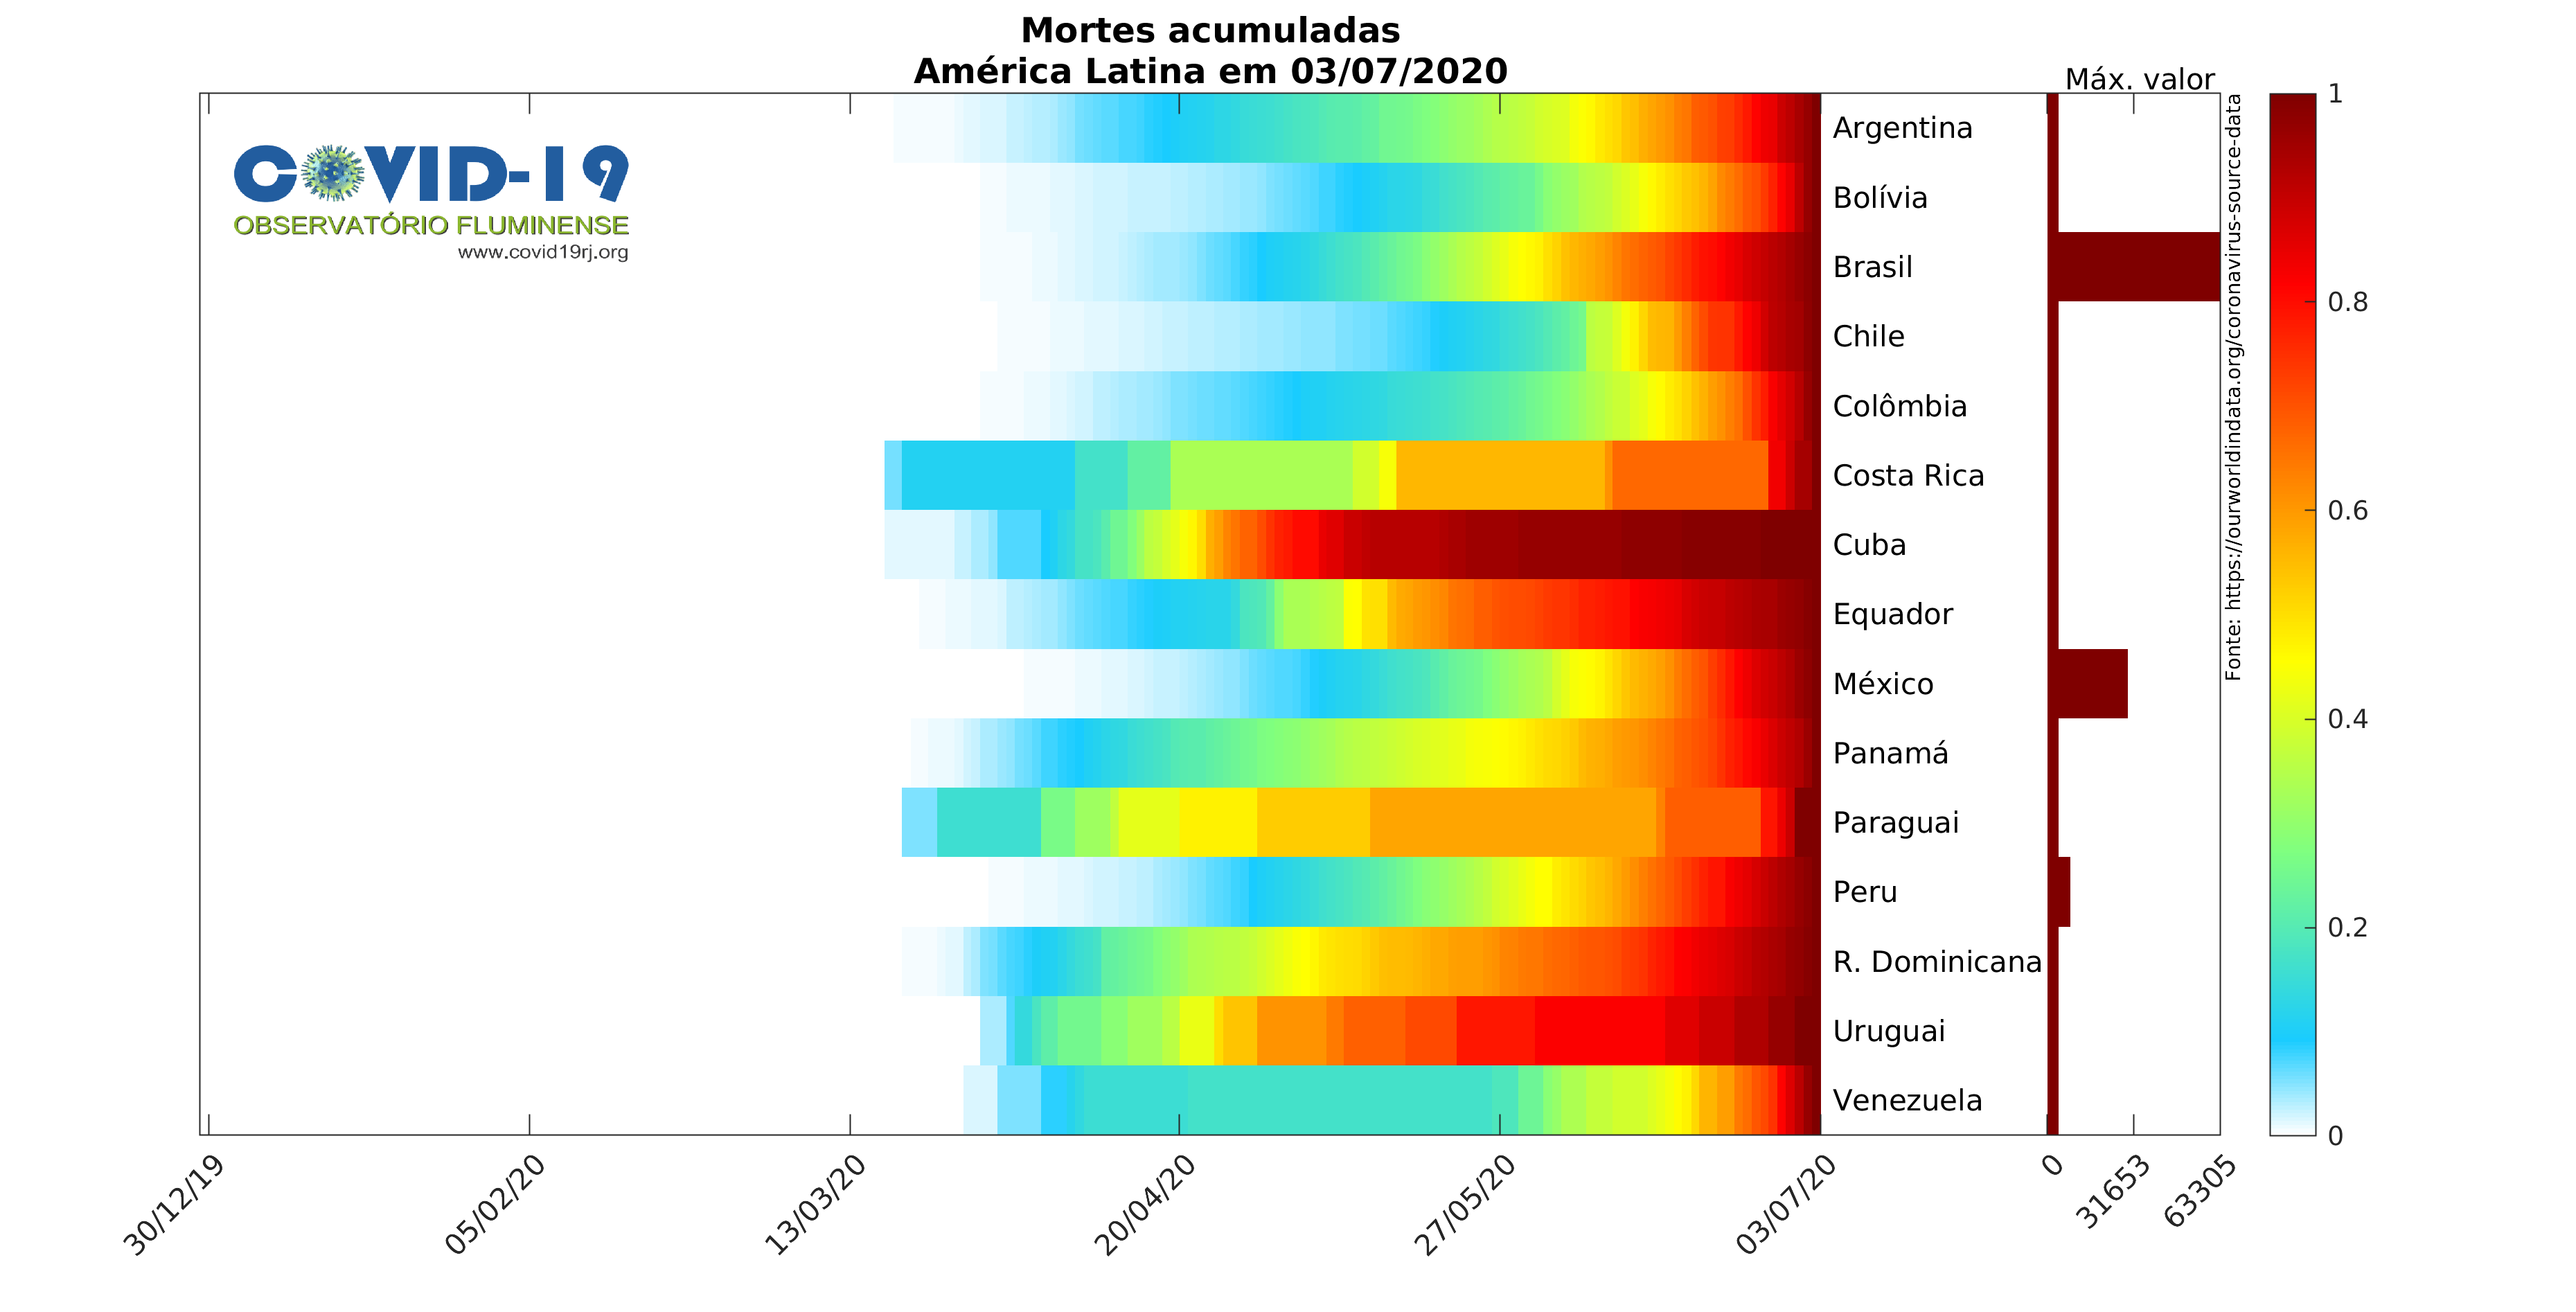 Mortes acumuladas
América Latina em 03/07/2020
Máx. valor
COVID-19
OBSERVATÓRIO FLUMINENSE
www.covid19rj.org
Argentina
Bolívia
Brasil
Chile
Colômbia
Costa Rica
Cuba
Equador
México
Panamá
Paraguai
Peru
R. Dominicana
Uruguai
Venezuela
Fonte: https://ourworldindata.org/coronavirus-source-data
1
0.8
0.6
0.4
0.2
0
30/12/19
05/02/20
13/03/20
20/04/20
27/05/20
03/07/20
0
31653
63305